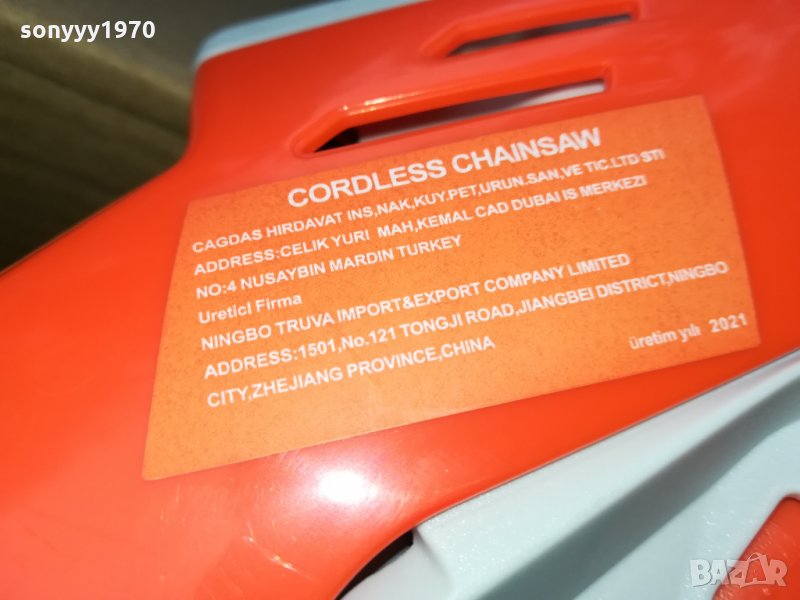 sonyyy1970
CORDLESS CHAINSAW
CAGDAS HIRDAVAT INS,NAK,KUY.PET,URUN.SAN,VE TIC.LTD STI
ADDRESS:CELIK YURI MAH,KEMAL CAD DUBAI IS MERKEZI
NO:4 NUSAYBIN MARDIN TURKEY
Ureticl Firma
NINGBO TRUVA IMPORT&EXPORT COMPANY LIMITED
ADDRESS:1501,No.121 TONGJI ROAD,JIANGBEI DISTRICT,NINGBO
CITY,ZHEJIANG PROVINCE,CHINA
üretim yılı 2021
BAZAR